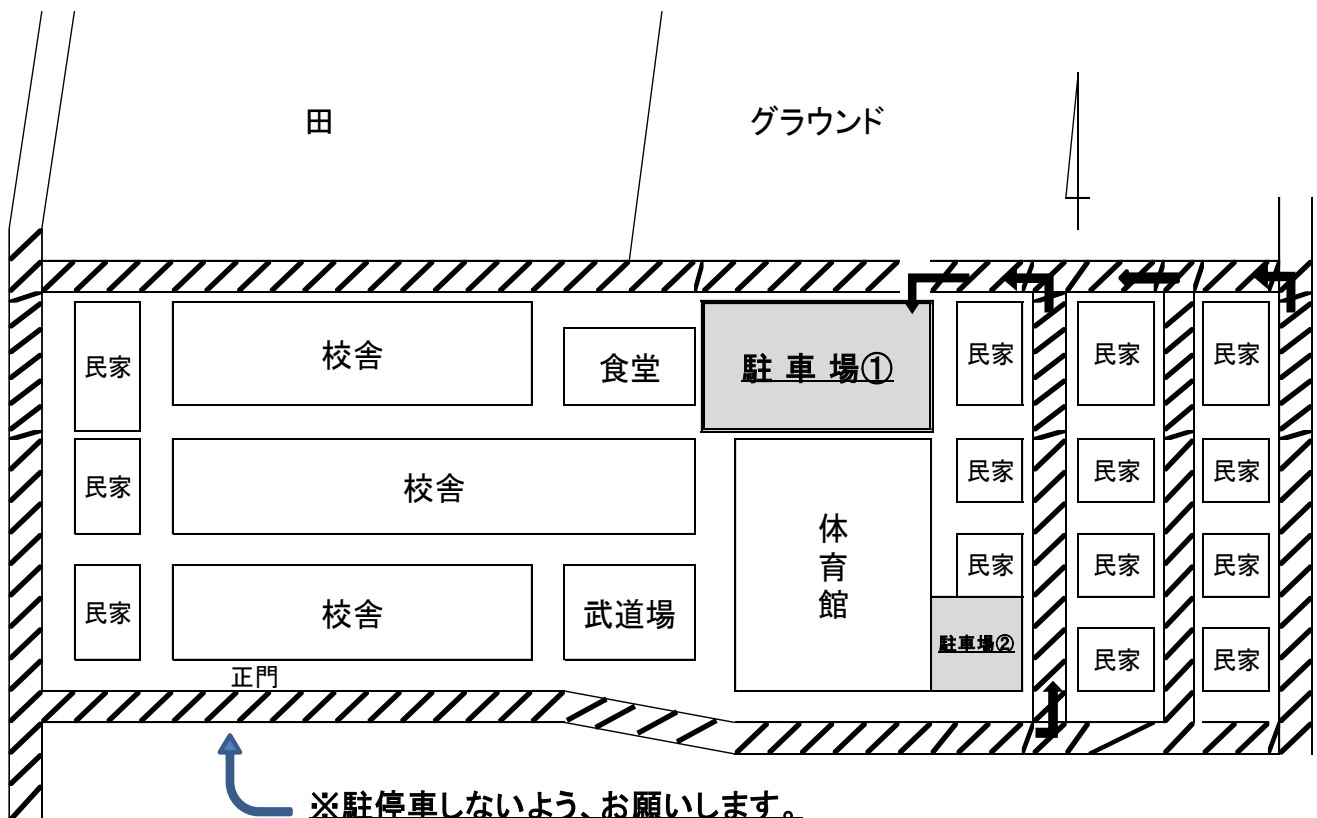 田
グラウンド
民家
校舎
食堂
駐 車 場①
民家
民家
民家
民家
校舎
体
育
館
民家
民家
民家
民家
民家
民家
民家
校舎
武道場
駐車場②
民家
民家
正門
※駐停車しないよう、お願いします。